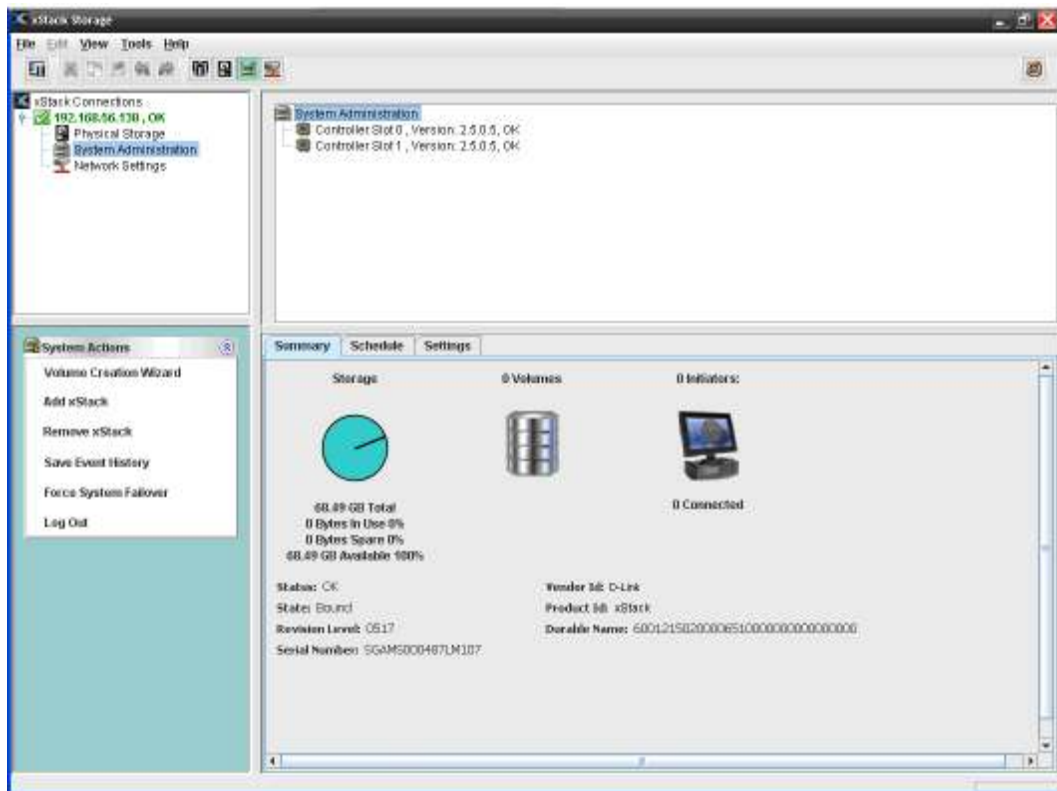 xStack Storage
File Edit View Tools Help
xStack Connections
192.168.56.130 , OK
Physical Storage
System Administration
Network Settings
System Administration
Controller Slot 0 , Version: 2.5.0.5, OK
Controller Slot 1 , Version: 2.5.0.5, OK
System Actions
Volume Creation Wizard
Add xStack
Remove xStack
Save Event History
Force System Failover
Log Out
Summary Schedule Settings
Storage 0 Volumes 0 Initiators:
68.49 GB Total
0 Bytes In Use 0%
0 Bytes Spare 0%
68.49 GB Available 100%
0 Connected
Status: OK
State: Bound
Revision Level: 0517
Serial Number:
Vendor Id: D-Link
Product Id: xStack
Durable Name: